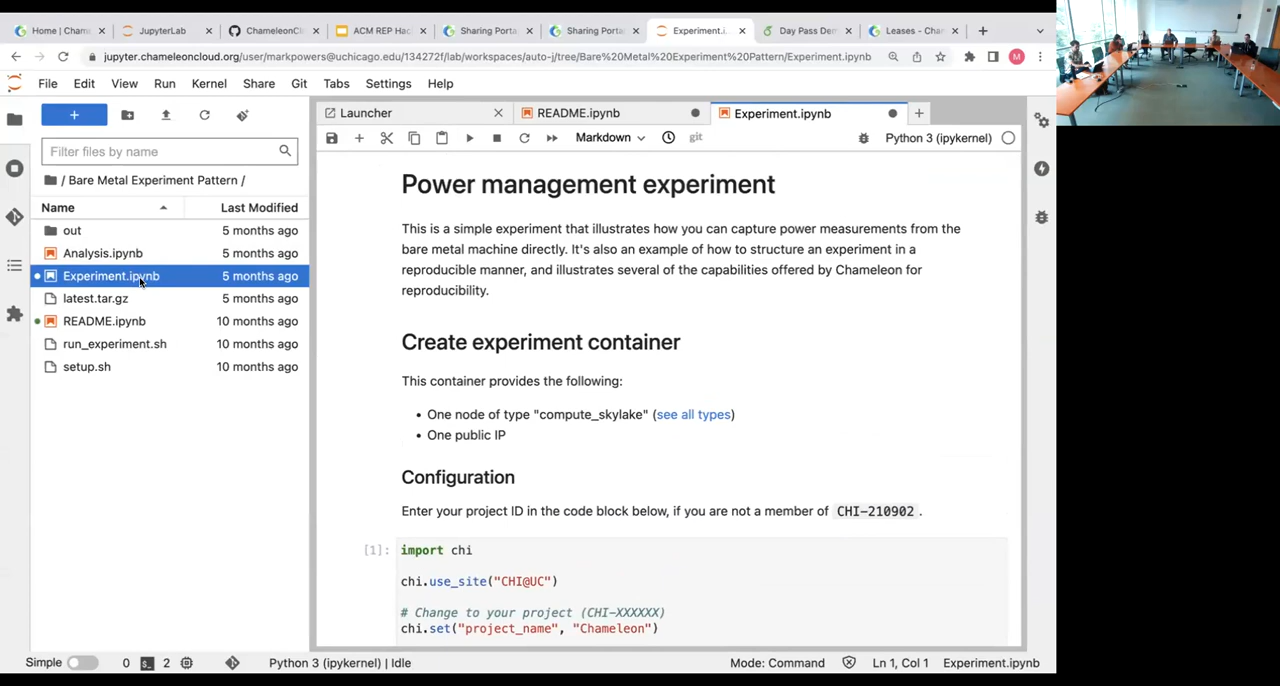 Home | Cham
JupyterLab
ChameleonCl
ACM REP Hac
Sharing Porta
Sharing Porta
Experiment.i
Day Pass Den
Leases - Cha
jupyter.chameleoncloud.org/user/markpowers@uchicago.edu/134272f/lab/workspaces/auto-j/tree/Bare%20Metal%20Experiment%20Pattern/Experiment.ipynb
M
File Edit View Run Kernel Share Git Tabs Settings Help
Launcher
README.ipynb
Experiment.ipynb
Filter files by name
Markdown
git
Python 3 (ipykernel)
/ Bare Metal Experiment Pattern /
Name Last Modified
out 5 months ago
Analysis.ipynb 5 months ago
Experiment.ipynb 5 months ago
latest.tar.gz 5 months ago
README.ipynb 10 months ago
run_experiment.sh 10 months ago
setup.sh 10 months ago
Power management experiment
This is a simple experiment that illustrates how you can capture power measurements from the
bare metal machine directly. It's also an example of how to structure an experiment in a
reproducible manner, and illustrates several of the capabilities offered by Chameleon for
reproducibility.
Create experiment container
This container provides the following:
• One node of type "compute_skylake" (see all types)
• One public IP
Configuration
Enter your project ID in the code block below, if you are not a member of CHI-210902 .
[1]: import chi
chi.use_site("CHI@UC")
# Change to your project (CHI-XXXXXX)
chi.set("project_name", "Chameleon")
Simple 0 2 Python 3 (ipykernel) | Idle Mode: Command Ln 1, Col 1 Experiment.ipynb